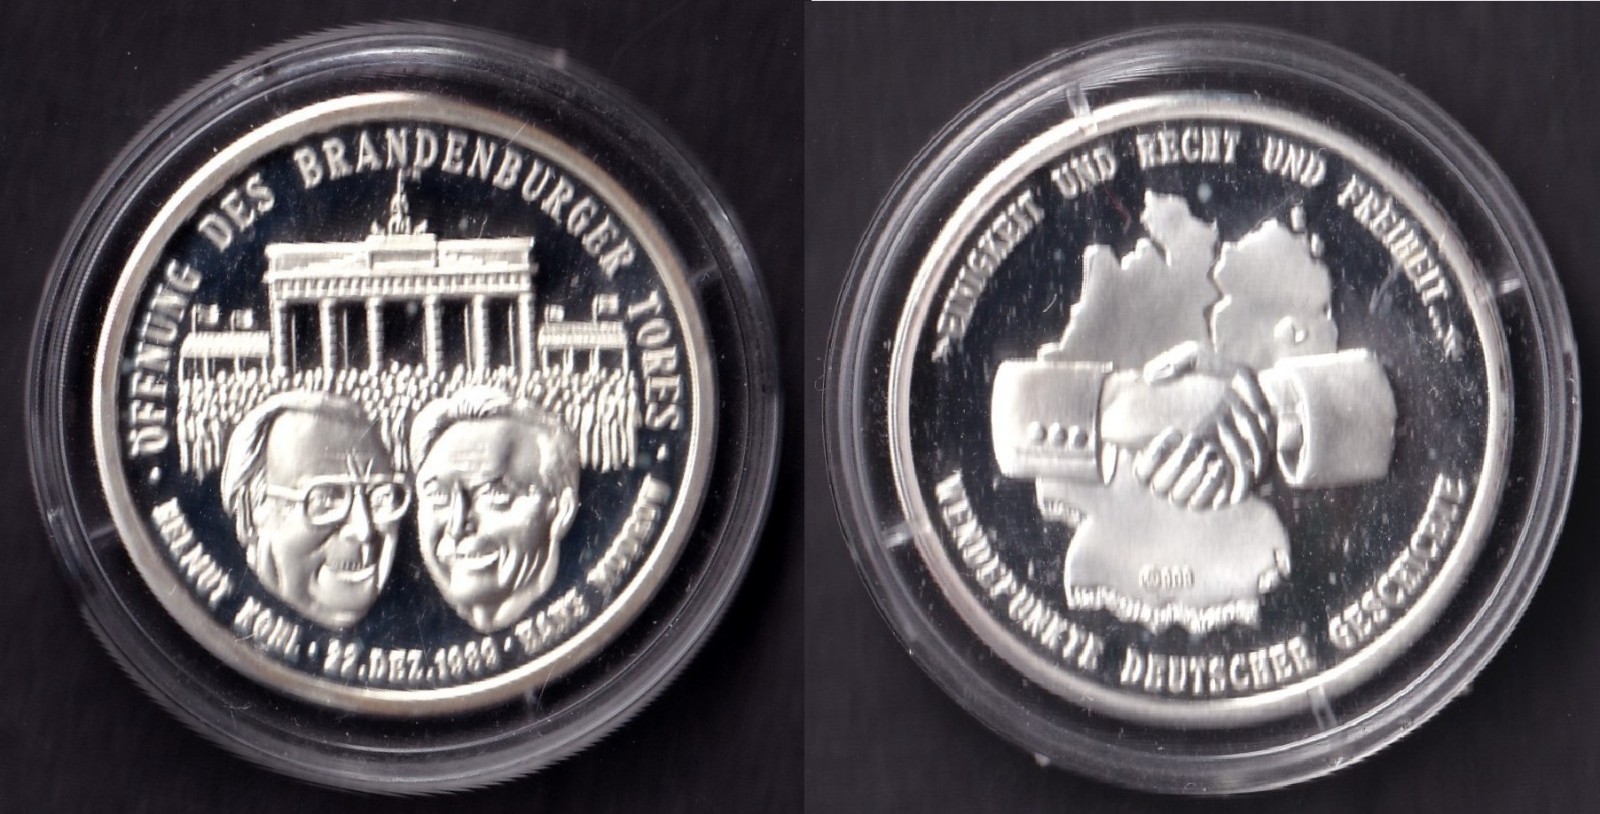 · ÖFFNUNG DES BRANDENBURGER TORES ·
HELMUT KOHL · 22.DEZ.1989 · HANS MODROW
»EINIGKEIT UND RECHT UND FREIHEIT...«
WENDEPUNKTE DEUTSCHER GESCHICHTE